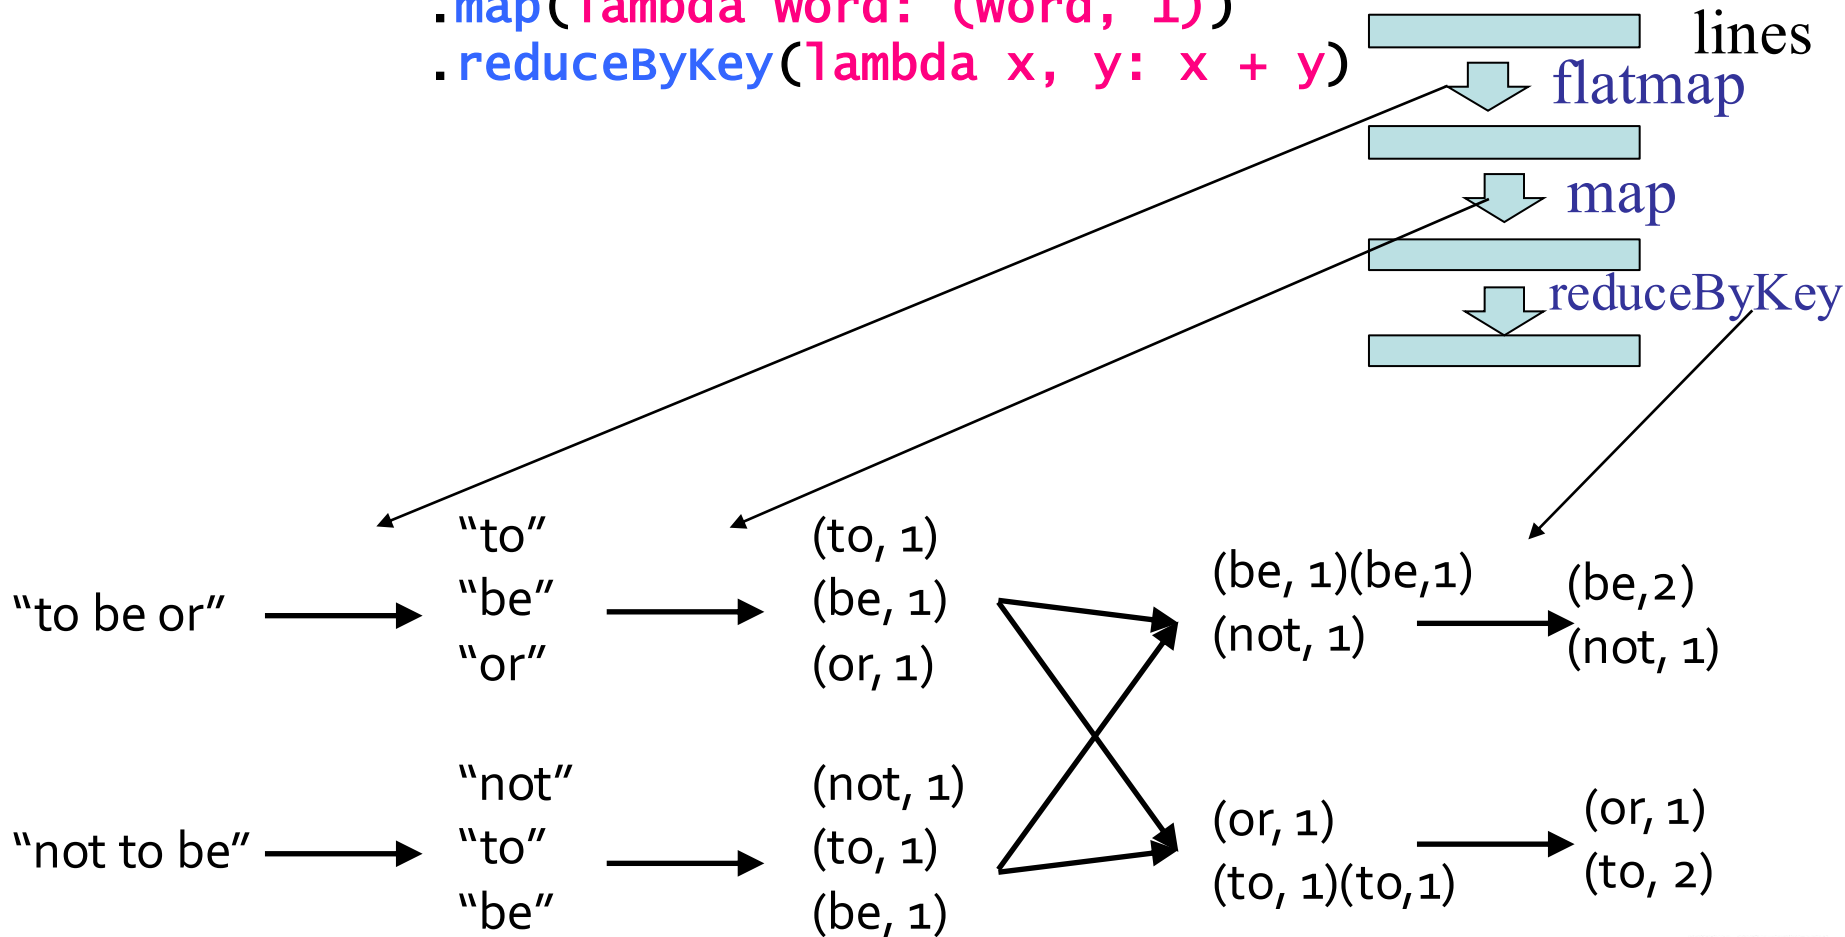 .map(lambda word: (word, 1))
.reduceByKey(lambda x, y: x + y)
lines
flatmap
map
reduceByKey
“to be or”
“to”
“be”
“or”
(to, 1)
(be, 1)
(or, 1)
(be, 1)(be,1)
(not, 1)
(be,2)
(not, 1)
“not to be”
“not”
“to”
“be”
(not, 1)
(to, 1)
(be, 1)
(or, 1)
(to, 1)(to,1)
(or, 1)
(to, 2)